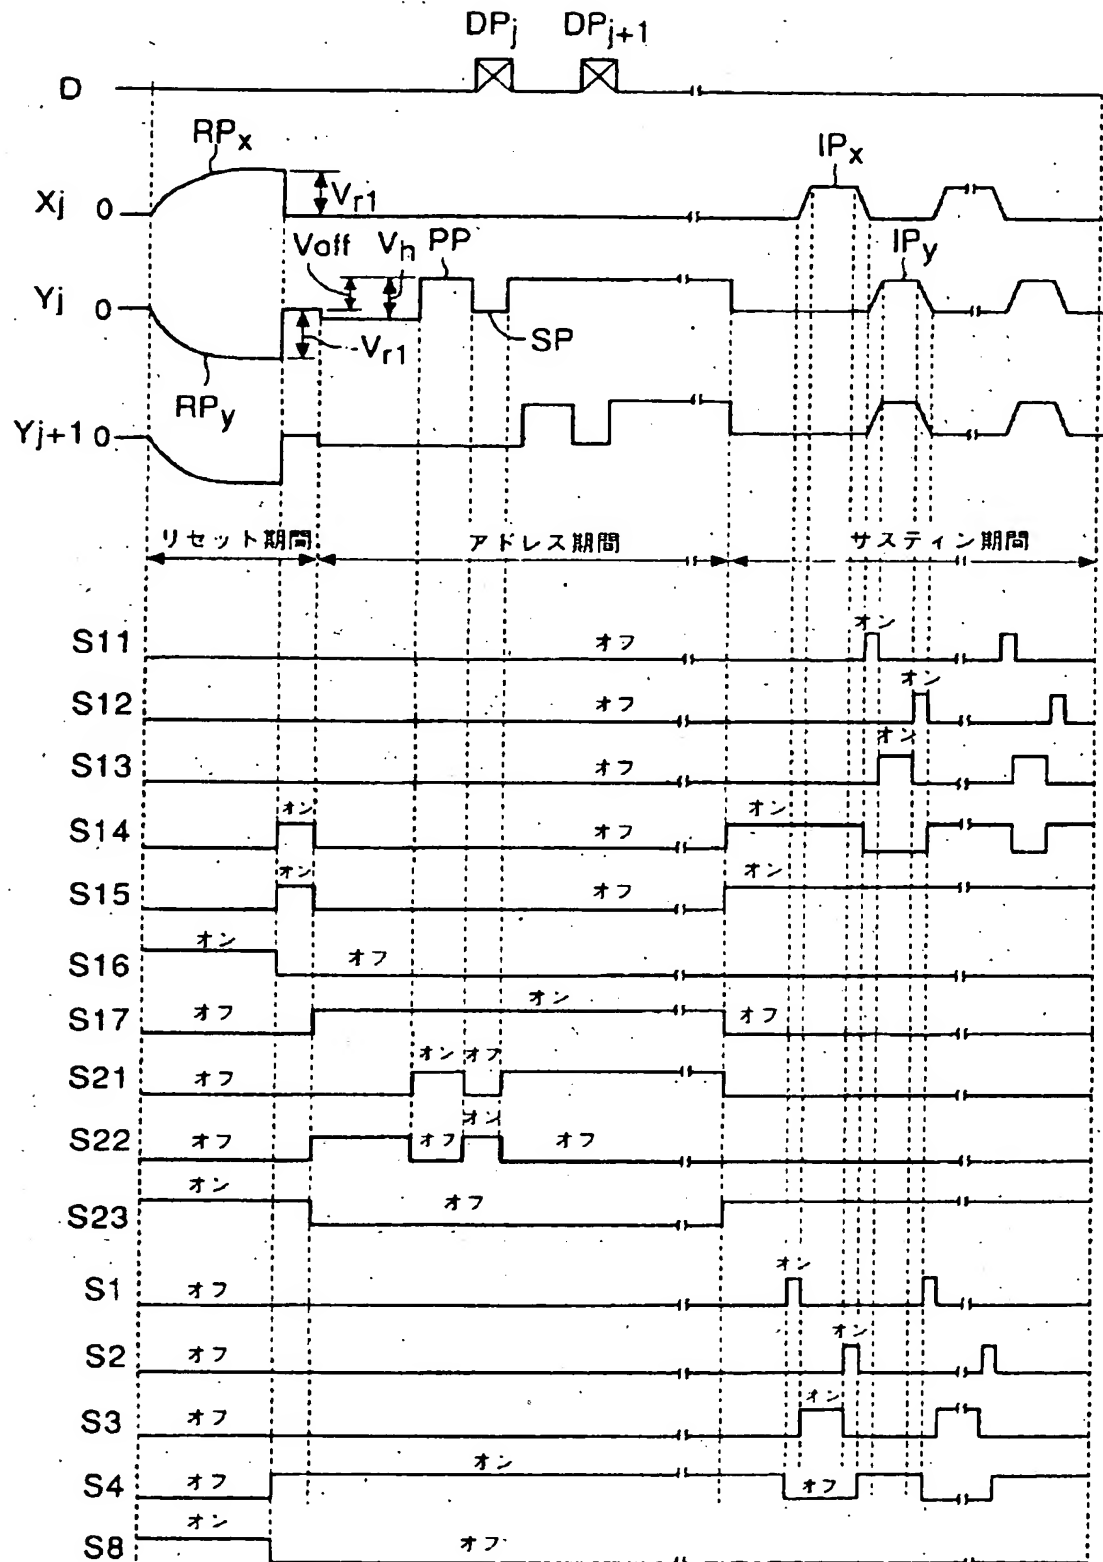 DPj DPj+1
D
RPx IPx
Xj 0 Vr1
Voff Vh PP IPy
Yj 0
SP
-Vr1
RPy
Yj+1 0
リセット期間 アドレス期間 サスティン期間
オン
S11 オフ
オン
S12 オフ
オン
S13 オフ
オン オン
S14 オフ
オン オン
S15 オフ
オン
S16 オフ
オン
S17 オフ オフ
オン オフ
S21 オフ
オン
S22 オフ オフ オフ
オン
S23 オフ
オン
S1 オフ
オン
S2 オフ
オン
S3 オフ
オン
S4 オフ オフ
オン
S8 オフ